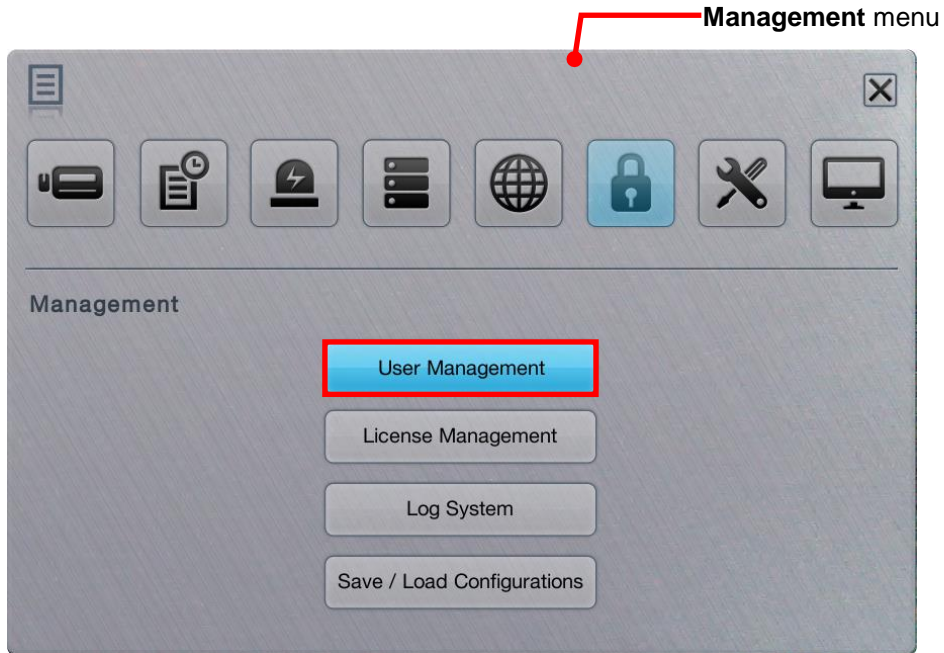 Management menu
Management
User Management
License Management
Log System
Save / Load Configurations